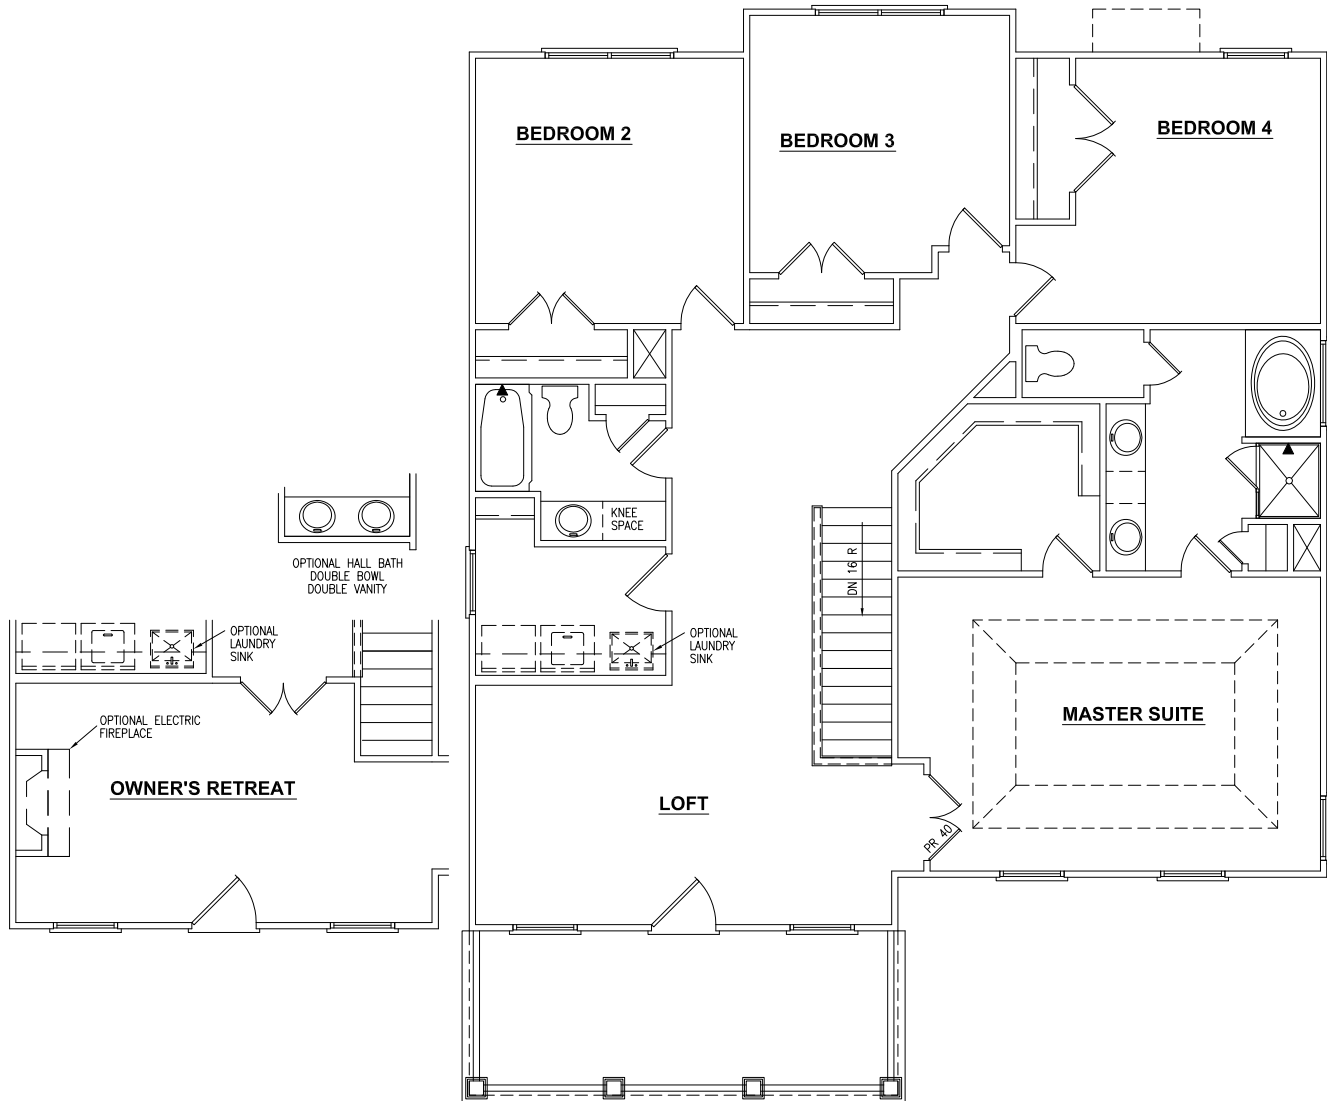 BEDROOM 2
BEDROOM 3
BEDROOM 4
KNEE
SPACE
OPTIONAL HALL BATH
DOUBLE BOWL
DOUBLE VANITY
DN 16 R
OPTIONAL
LAUNDRY
SINK
OPTIONAL
LAUNDRY
SINK
OPTIONAL ELECTRIC
FIREPLACE
OWNER'S RETREAT
LOFT
PR 40
MASTER SUITE